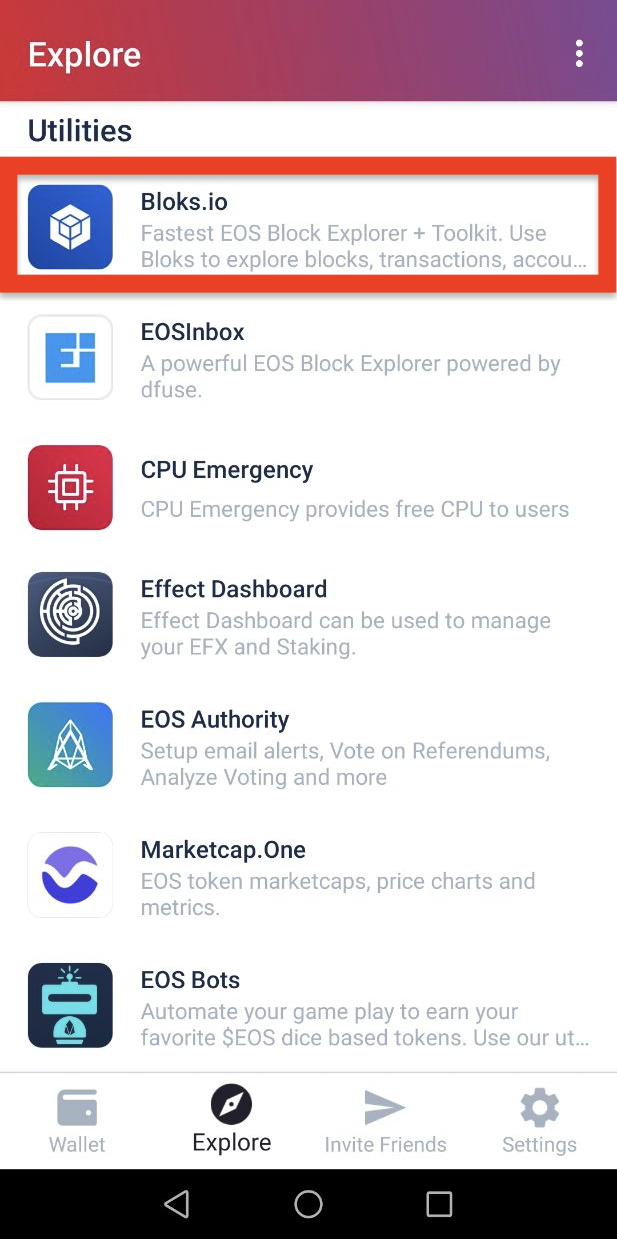 Explore
Utilities
Bloks.io
Fastest EOS Block Explorer + Toolkit. Use
Bloks to explore blocks, transactions, accou...
EOSInbox
A powerful EOS Block Explorer powered by
dfuse.
CPU Emergency
CPU Emergency provides free CPU to users
Effect Dashboard
Effect Dashboard can be used to manage
your EFX and Staking.
EOS Authority
Setup email alerts, Vote on Referendums,
Analyze Voting and more
Marketcap.One
EOS token marketcaps, price charts and
metrics.
EOS Bots
Automate your game play to earn your
favorite $EOS dice based tokens. Use our ut...
Wallet
Explore
Invite Friends
Settings